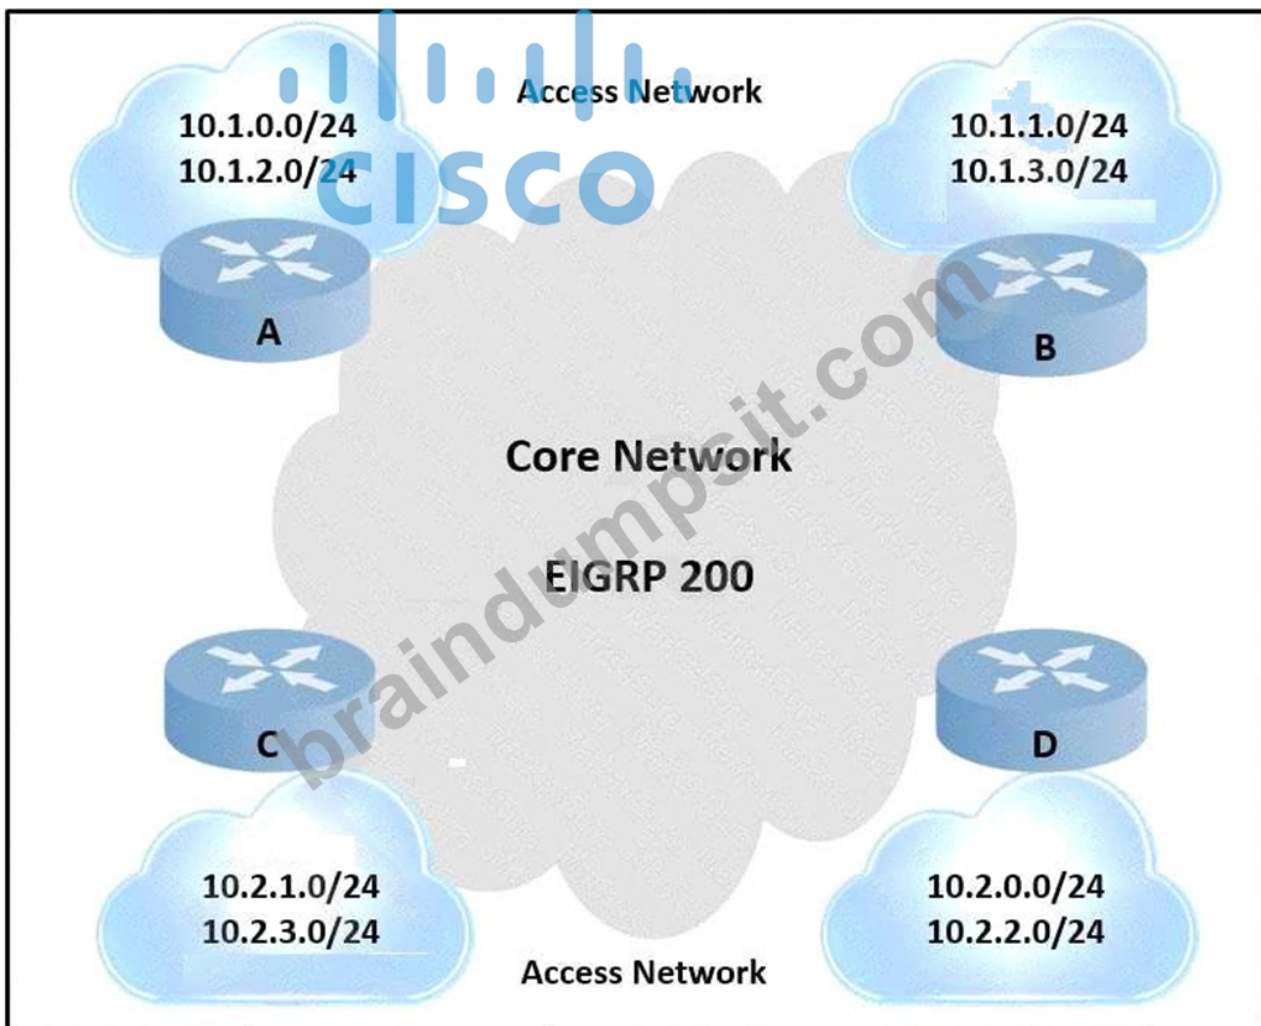 CISCO
Access Network
10.1.0.0/24
10.1.2.0/24
10.1.1.0/24
10.1.3.0/24
A
B
Core Network
EIGRP 200
braindumpsit.com
C
D
10.2.1.0/24
10.2.3.0/24
10.2.0.0/24
10.2.2.0/24
Access Network